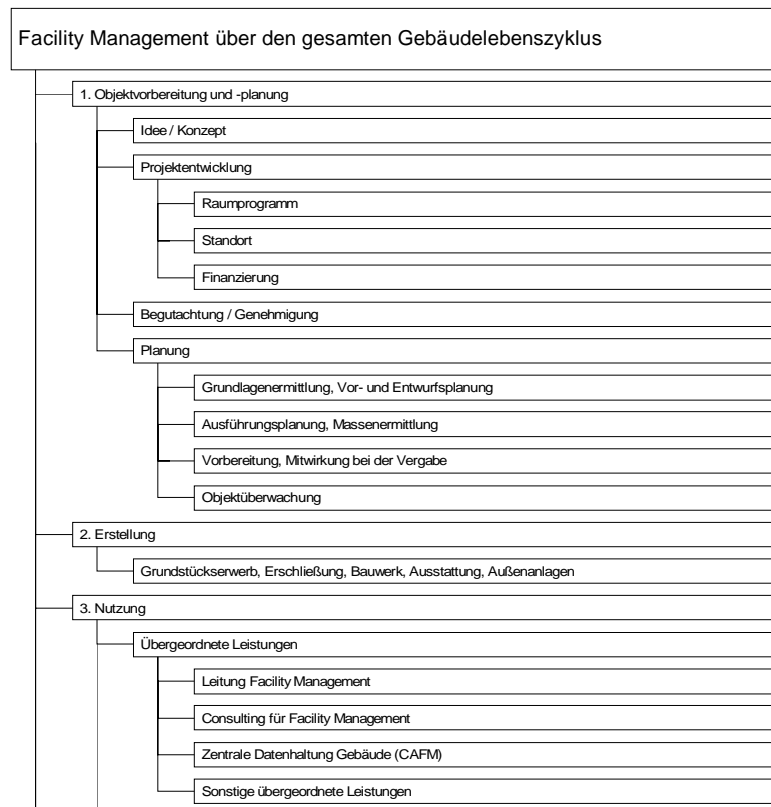 Facility Management über den gesamten Gebäudelebenszyklus
1. Objektvorbereitung und -planung
Idee / Konzept
Projektentwicklung
Raumprogramm
Standort
Finanzierung
Begutachtung / Genehmigung
Planung
Grundlagenermittlung, Vor- und Entwurfsplanung
Ausführungsplanung, Massenermittlung
Vorbereitung, Mitwirkung bei der Vergabe
Objektüberwachung
2. Erstellung
Grundstückserwerb, Erschließung, Bauwerk, Ausstattung, Außenanlagen
3. Nutzung
Übergeordnete Leistungen
Leitung Facility Management
Consulting für Facility Management
Zentrale Datenhaltung Gebäude (CAFM)
Sonstige übergeordnete Leistungen